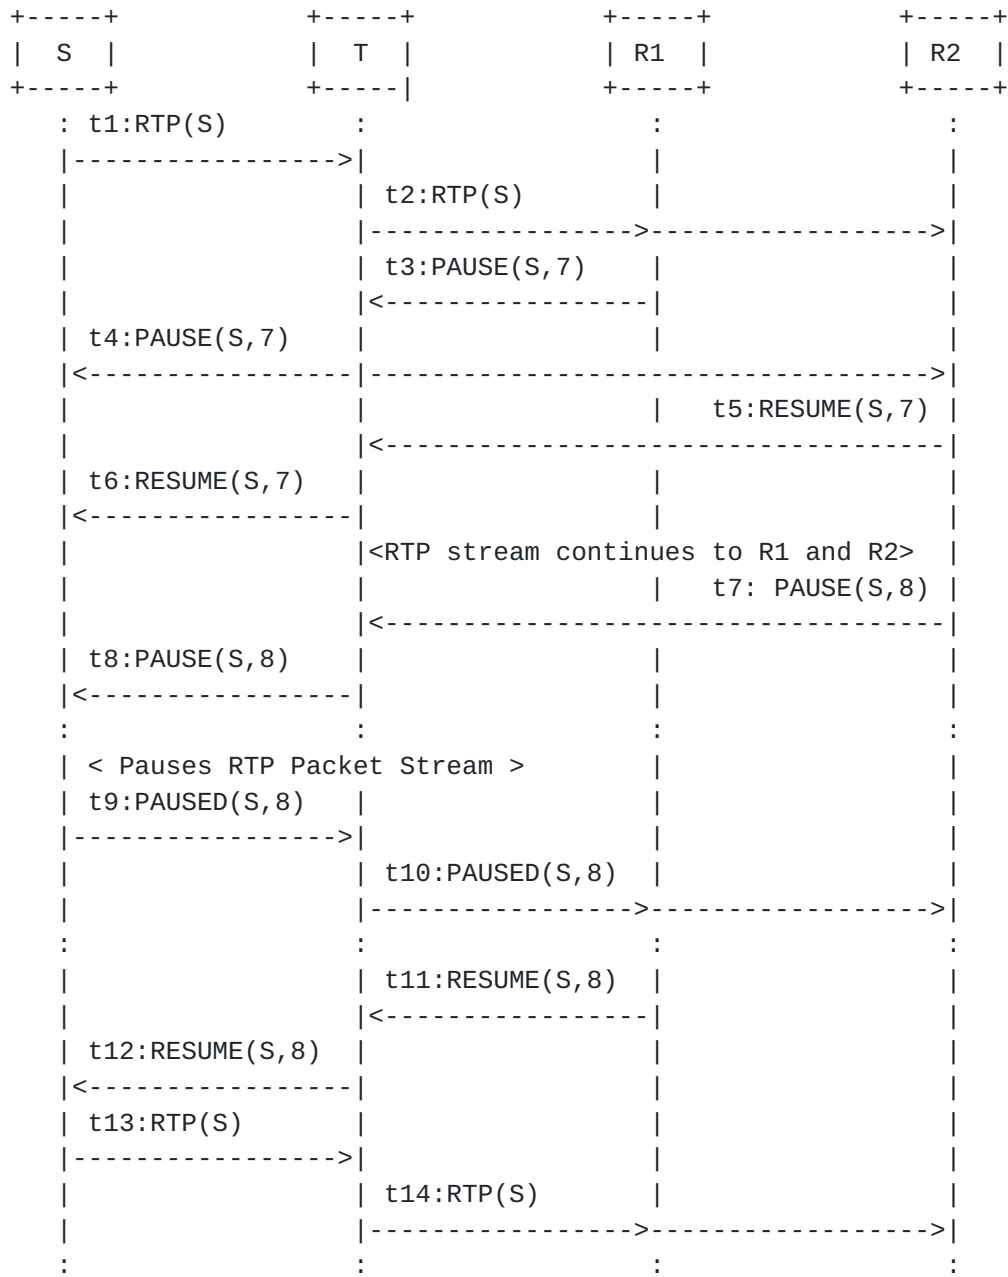 +-----+            +-----+            +-----+            +-----+
|  S  |            |  T  |            | R1  |            | R2  |
+-----+            +-----|            +-----+            +-----+
   : t1:RTP(S)        :                  :                  :
   |----------------->|                  |                  |
   |                  | t2:RTP(S)        |                  |
   |                  |----------------->------------------>|
   |                  | t3:PAUSE(S,7)    |                  |
   |                  |<-----------------|                  |
   | t4:PAUSE(S,7)    |                  |                  |
   |<-----------------|------------------------------------>|
   |                  |                  |   t5:RESUME(S,7) |
   |                  |<------------------------------------|
   | t6:RESUME(S,7)   |                  |                  |
   |<-----------------|                  |                  |
   |                  |<RTP stream continues to R1 and R2>  |
   |                  |                  |   t7: PAUSE(S,8) |
   |                  |<------------------------------------|
   | t8:PAUSE(S,8)    |                  |                  |
   |<-----------------|                  |                  |
   :                  :                  :                  :
   | < Pauses RTP Packet Stream >        |                  |
   | t9:PAUSED(S,8)   |                  |                  |
   |----------------->|                  |                  |
   |                  | t10:PAUSED(S,8)  |                  |
   |                  |----------------->------------------>|
   :                  :                  :                  :
   |                  | t11:RESUME(S,8)  |                  |
   |                  |<-----------------|                  |
   | t12:RESUME(S,8)  |                  |                  |
   |<-----------------|                  |                  |
   | t13:RTP(S)       |                  |                  |
   |----------------->|                  |                  |
   |                  | t14:RTP(S)       |                  |
   |                  |----------------->------------------>|
   :                  :                  :                  :